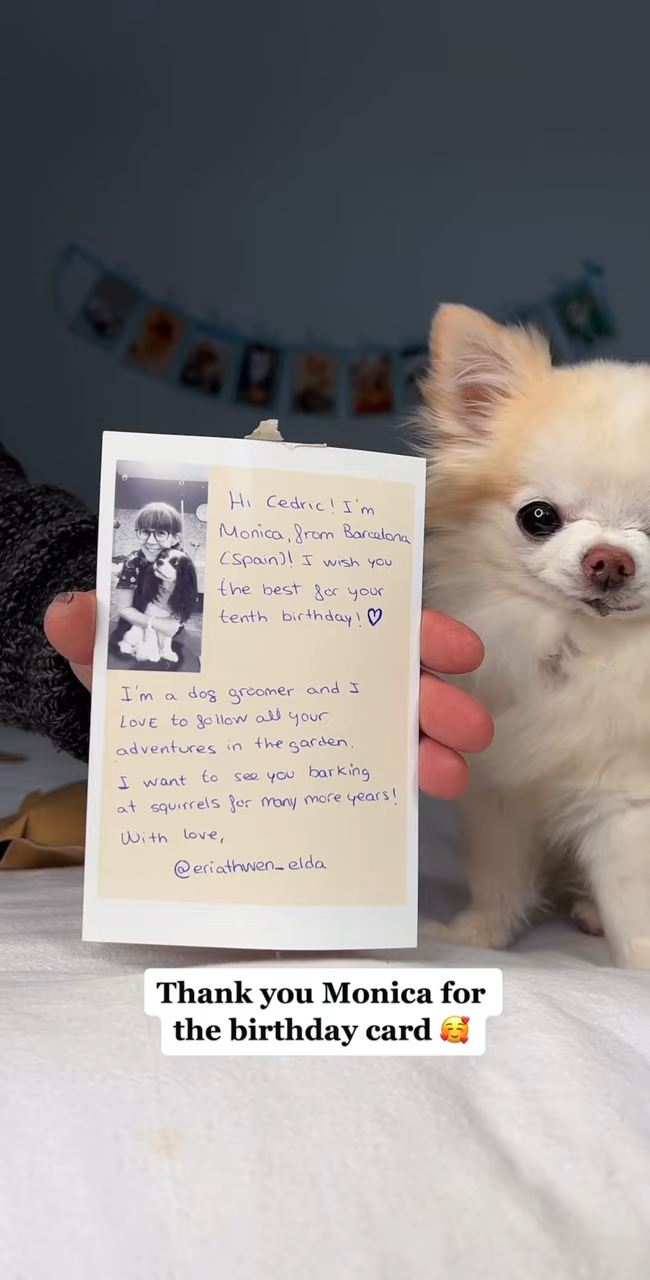 Hi Cedric! I'm
Monica, from Barcelona
(Spain)! I wish you
the best for your
tenth birthday! ♡
I'm a dog groomer and I
LOVE to follow all your
adventures in the garden.
I want to see you barking
at squirrels for many more years!
With love,
@eriathwen_elda
Thank you Monica for
the birthday card 🥰